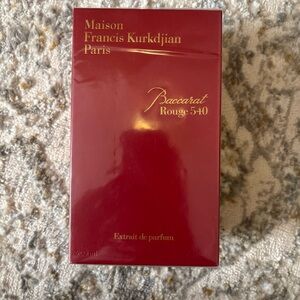 Maison
Francis Kurkdjian
Paris
Baccarat
Rouge 540
Extrait de parfum